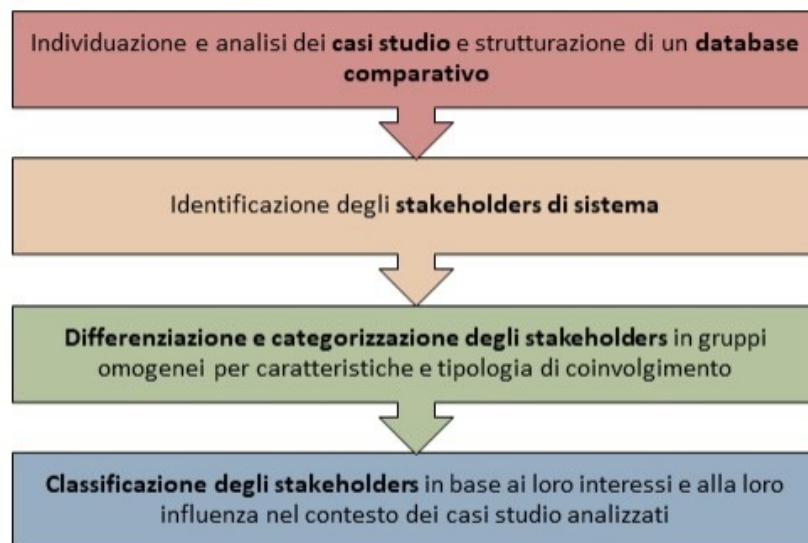 Individuazione e analisi dei casi studio e strutturazione di un database
comparativo
Identificazione degli stakeholders di sistema
Differenziazione e categorizzazione degli stakeholders in gruppi
omogenei per caratteristiche e tipologia di coinvolgimento
Classificazione degli stakeholders in base ai loro interessi e alla loro
influenza nel contesto dei casi studio analizzati